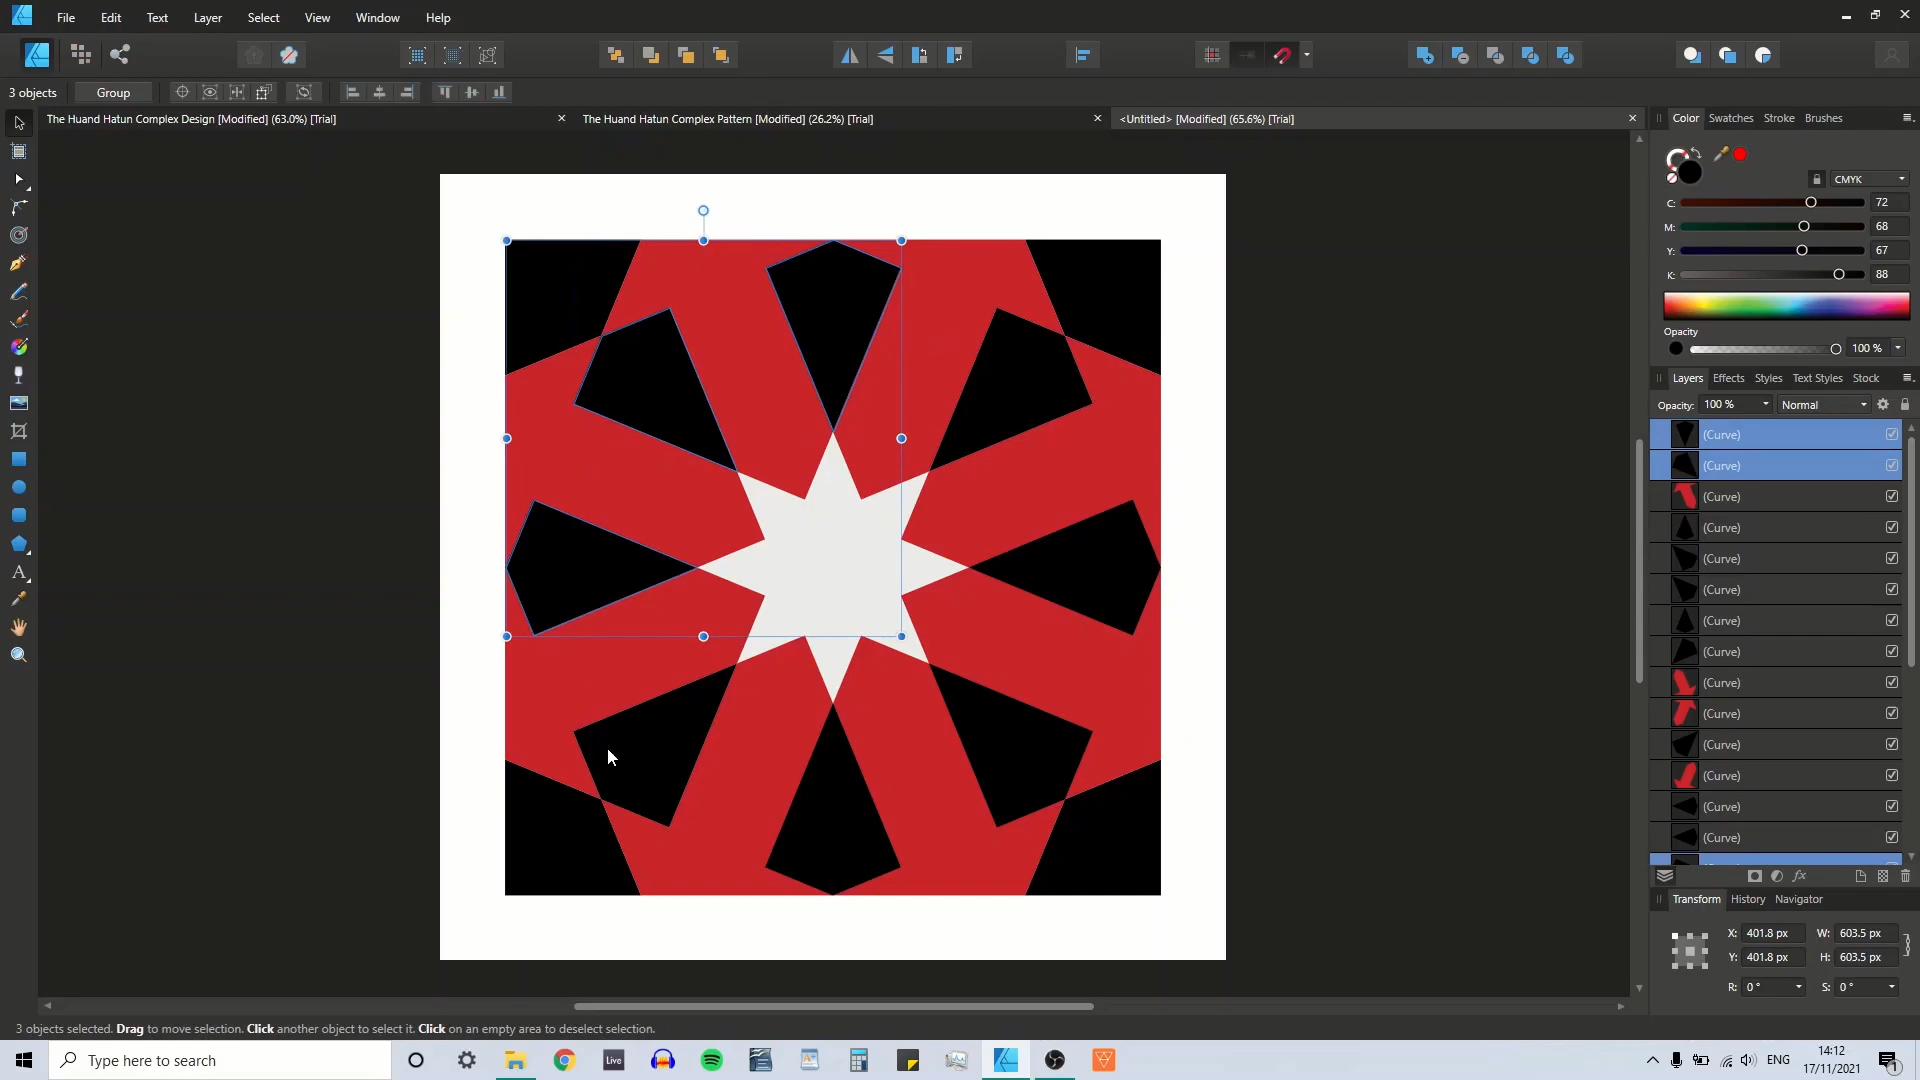 File Edit Text Layer Select View Window Help
3 objects Group
The Huand Hatun Complex Design [Modified] (63.0%) [Trial]
The Huand Hatun Complex Pattern [Modified] (26.2%) [Trial]
<Untitled> [Modified] (65.6%) [Trial]
Color Swatches Stroke Brushes
CMYK
C: 72
M: 68
Y: 67
K: 88
Opacity
100 %
Layers Effects Styles Text Styles Stock
Opacity: 100 % Normal
(Curve)
(Curve)
(Curve)
(Curve)
(Curve)
(Curve)
(Curve)
(Curve)
(Curve)
(Curve)
(Curve)
(Curve)
(Curve)
(Curve)
Transform History Navigator
X: 401.8 px W: 603.5 px
Y: 401.8 px H: 603.5 px
R: 0 ° S: 0 °
3 objects selected. Drag to move selection. Click another object to select it. Click on an empty area to deselect selection.
Type here to search
Live
ENG
14:12
17/11/2021
1